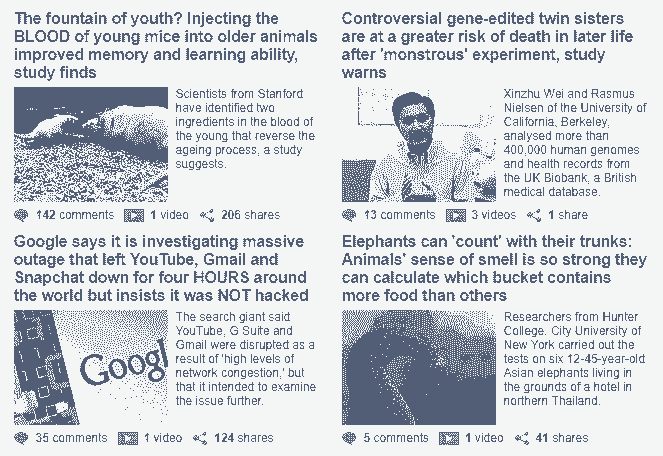 The fountain of youth? Injecting the
BLOOD of young mice into older animals
improved memory and learning ability,
study finds
Scientists from Stanford
have identified two
ingredients in the blood of
the young that reverse the
ageing process, a study
suggests.
142 comments 1 video 206 shares
Controversial gene-edited twin sisters
are at a greater risk of death in later life
after 'monstrous' experiment, study
warns
Xinzhu Wei and Rasmus
Nielsen of the University of
California, Berkeley,
analysed more than
400,000 human genomes
and health records from
the UK Biobank, a British
medical database.
13 comments 3 videos 1 share
Google says it is investigating massive
outage that left YouTube, Gmail and
Snapchat down for four HOURS around
the world but insists it was NOT hacked
Googl
The search giant said
YouTube, G Suite and
Gmail were disrupted as a
result of 'high levels of
network congestion,' but
that it intended to examine
the issue further.
35 comments 1 video 124 shares
Elephants can 'count' with their trunks:
Animals' sense of smell is so strong they
can calculate which bucket contains
more food than others
Researchers from Hunter
College. City University of
New York carried out the
tests on six 12-45-year-old
Asian elephants living in
the grounds of a hotel in
northern Thailand.
5 comments 1 video 41 shares